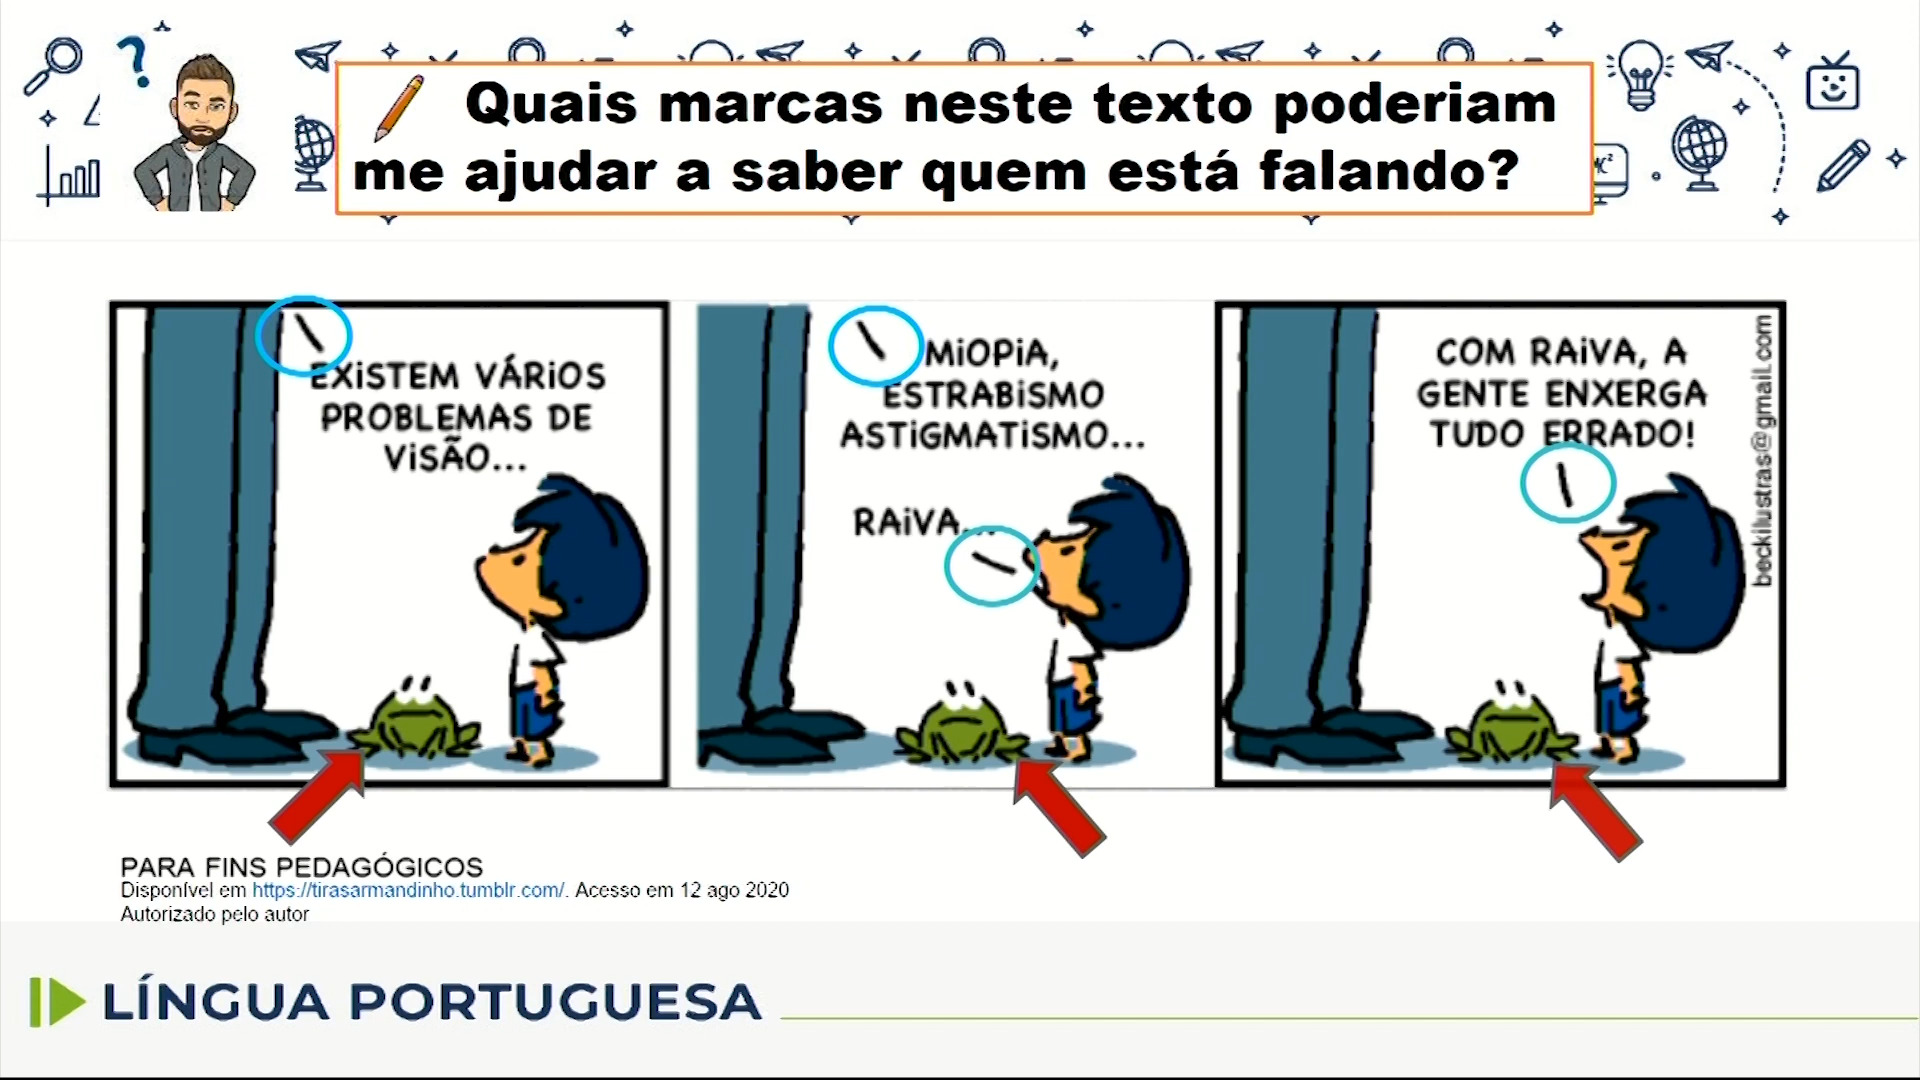 Quais marcas neste texto poderiam
me ajudar a saber quem está falando?
EXiSTEM VÁRiOS
PROBLEMAS DE
ViSÃO...
MiOPiA,
ESTRABiSMO
ASTiGMATiSMO...
RAiVA...
COM RAiVA, A
GENTE ENXERGA
TUDO ERRADO!
beckilustras@gmail.com
PARA FINS PEDAGÓGICOS
Disponível em https://tirasarmandinho.tumblr.com/. Acesso em 12 ago 2020
Autorizado pelo autor
LÍNGUA PORTUGUESA